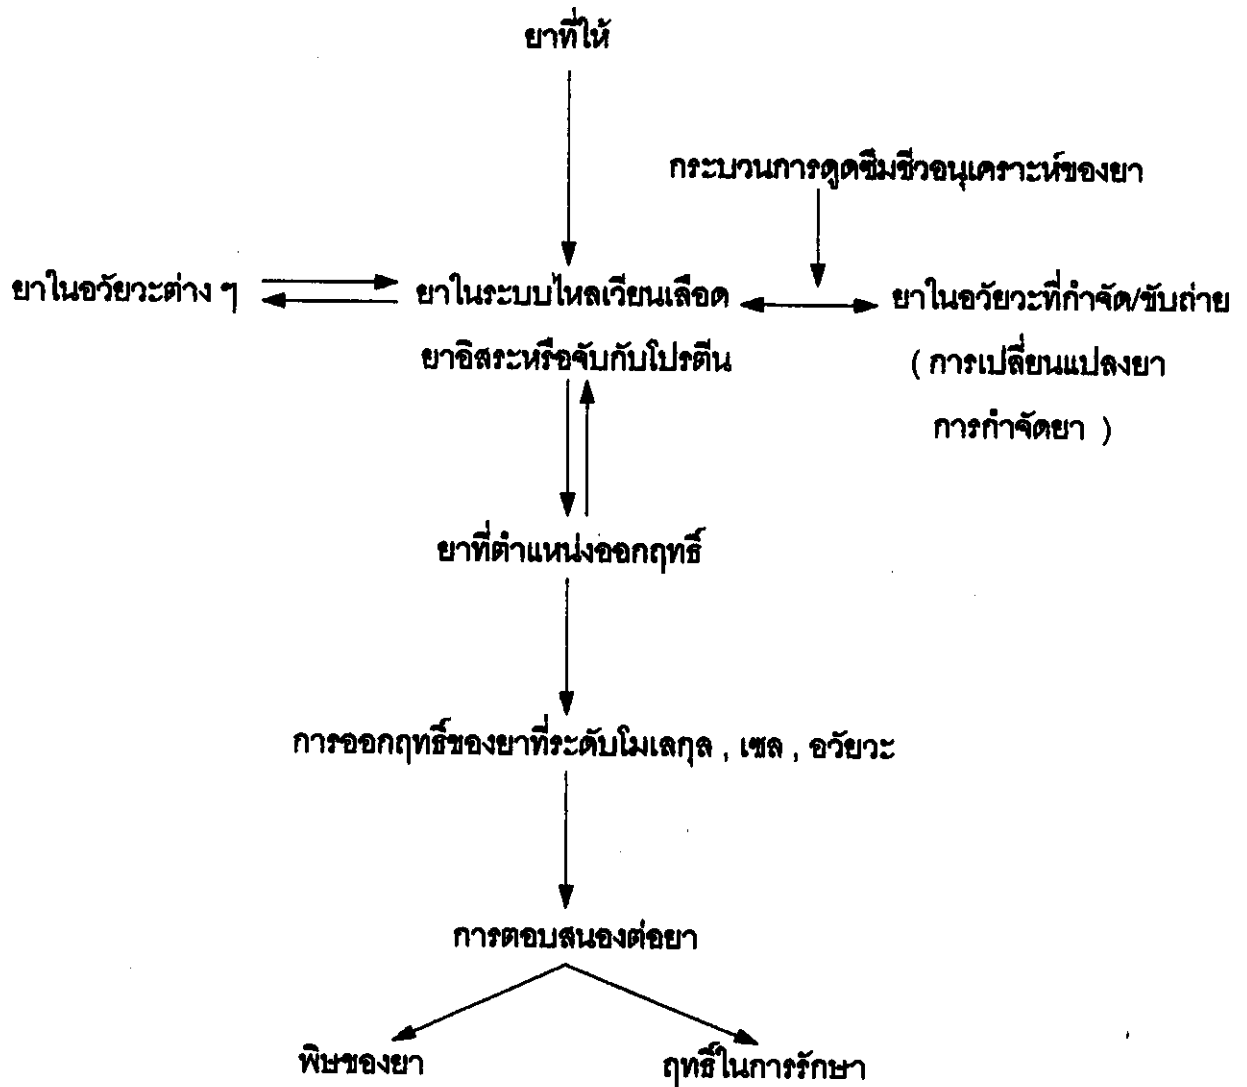 ยาที่ให้
กระบวนการดูดซึมชีวอนุเคราะห์ของยา
ยาในอวัยวะต่าง ๆ
ยาในระบบไหลเวียนเลือด
ยาในอวัยวะที่กำจัด/ขับถ่าย
ยาอิสระหรือจับกับโปรตีน
( การเปลี่ยนแปลงยา
การกำจัดยา )
ยาที่ตำแหน่งออกฤทธิ์
การออกฤทธิ์ของยาที่ระดับโมเลกุล , เซล , อวัยวะ
การตอบสนองต่อยา
พิษของยา
ฤทธิ์ในการรักษา